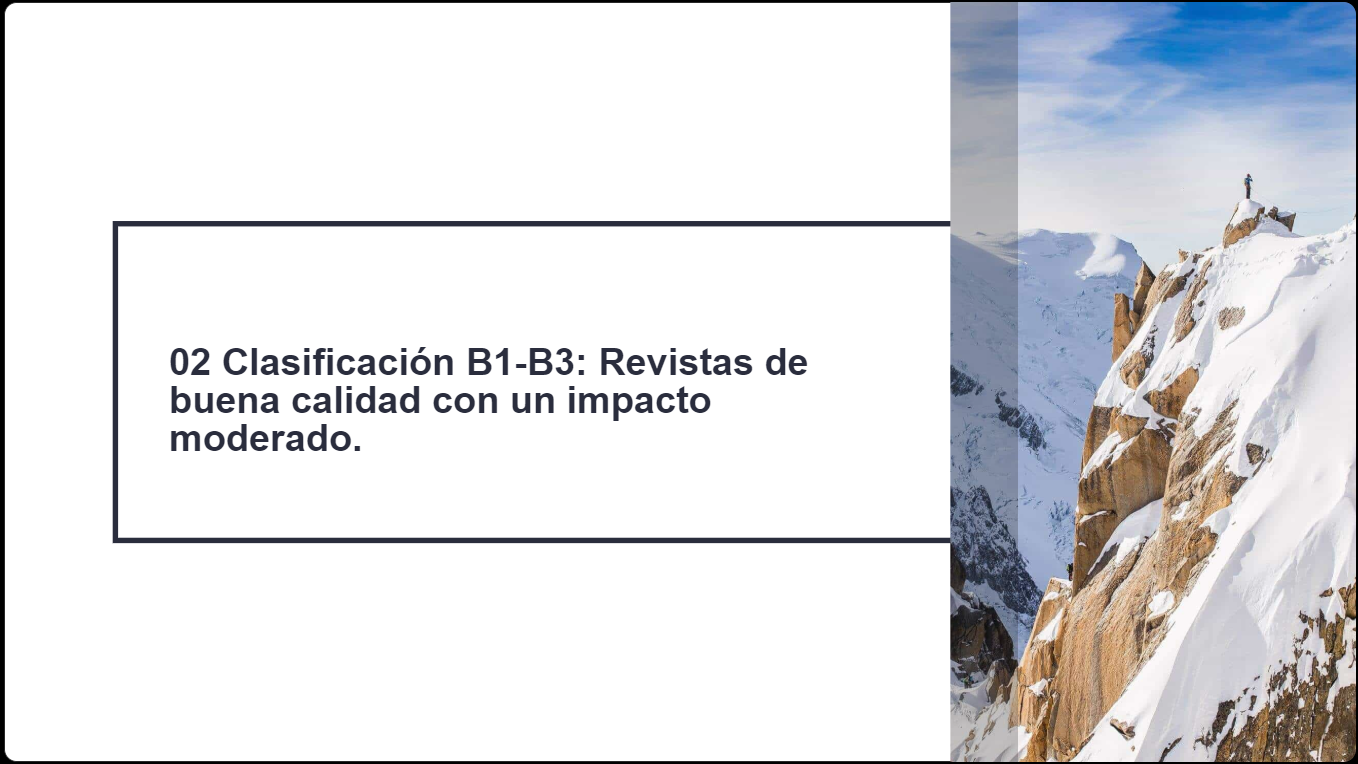 02 Clasificación B1-B3: Revistas de
buena calidad con un impacto
moderado.